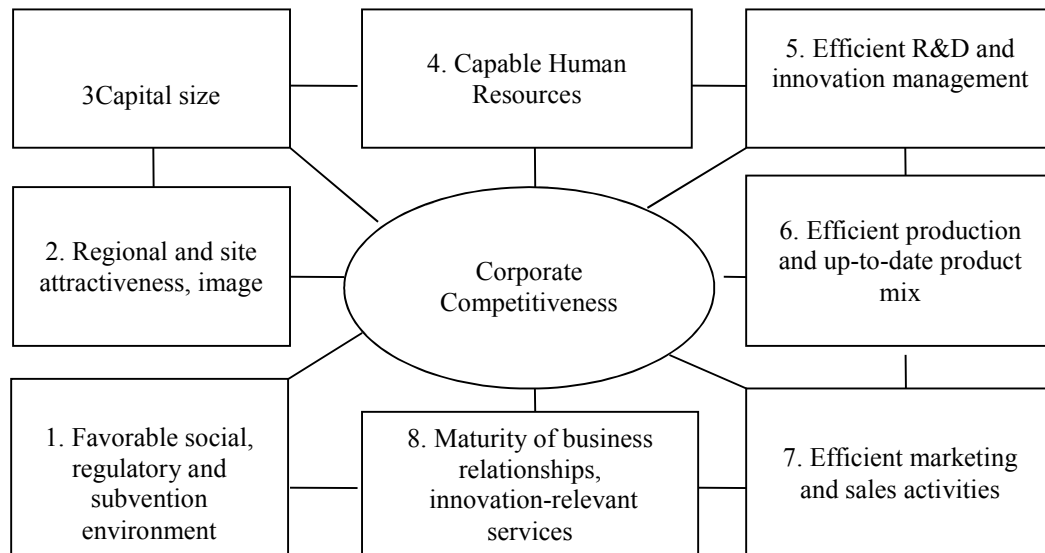 3Capital size
4. Capable Human
Resources
5. Efficient R&D and
innovation management
2. Regional and site
attractiveness, image
Corporate
Competitiveness
6. Efficient production
and up-to-date product
mix
1. Favorable social,
regulatory and
subvention
environment
8. Maturity of business
relationships,
innovation-relevant
services
7. Efficient marketing
and sales activities